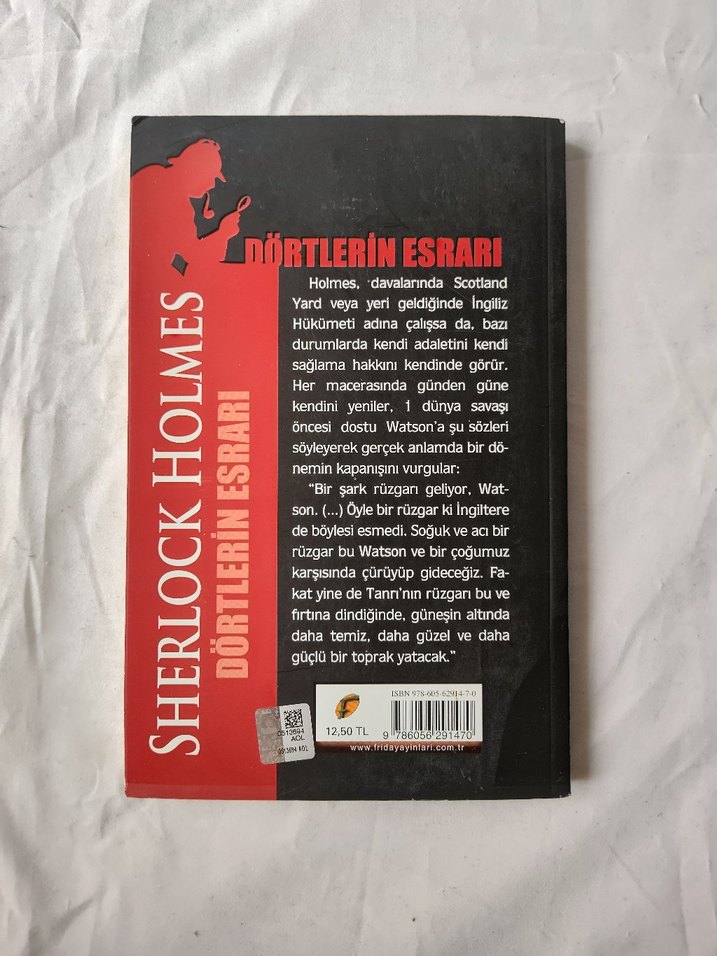 SHERLOCK HOLMES
DÖRTLERİN ESRARI
DÖRTLERİN ESRARI
Holmes, davalarında Scotland
Yard veya yeri geldiğinde İngiliz
Hükümeti adına çalışsa da, bazı
durumlarda kendi adaletini kendi
sağlama hakkını kendinde görür.
Her macerasında günden güne
kendini yeniler, 1 dünya savaşı
öncesi dostu Watson'a şu sözleri
söyleyerek gerçek anlamda bir dö-
nemin kapanışını vurgular:
"Bir şark rüzgarı geliyor, Wat-
son. (...) Öyle bir rüzgar ki İngiltere
de böylesi esmedi. Soğuk ve acı bir
rüzgar bu Watson ve bir çoğumuz
karşısında çürüyüp gideceğiz. Fa-
kat yine de Tanrı'nın rüzgarı bu ve
fırtına dindiğinde, güneşin altında
daha temiz, daha güzel ve daha
güçlü bir toprak yatacak."
ISBN 978-605-62914-7-0
12,50 TL
9 786056 291470
www.fridayayinlari.com.tr
0513694
AOL
0513694 AOL